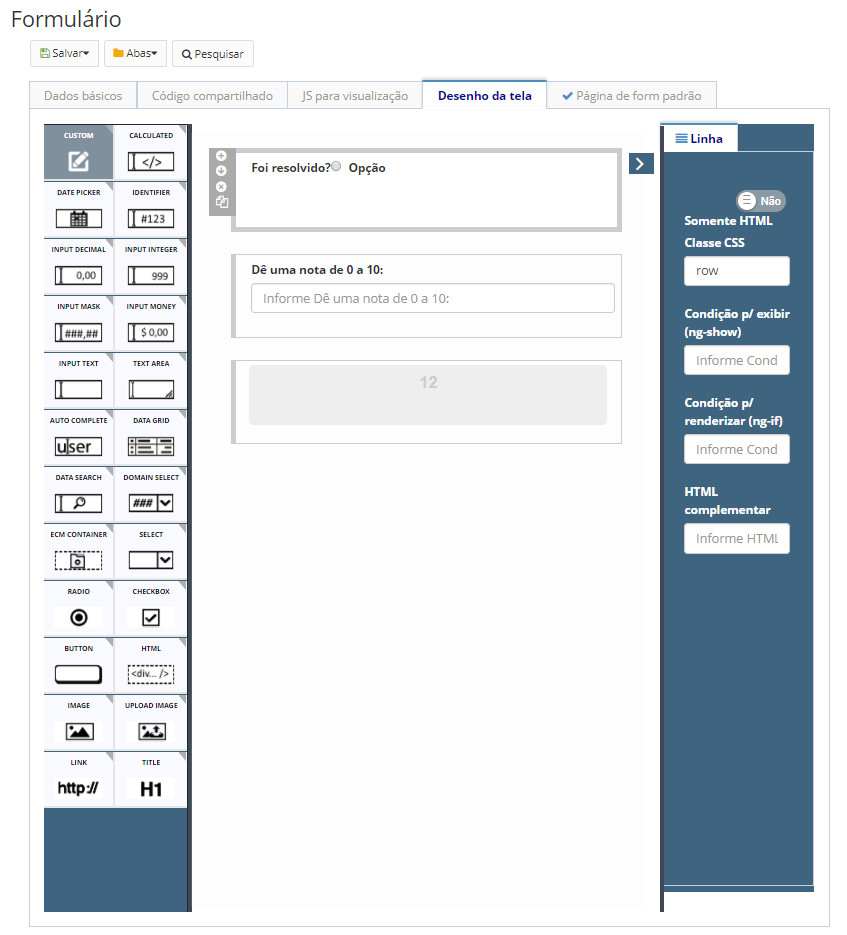 Formulário
Salvar Abas Pesquisar
Dados básicos Código compartilhado JS para visualização Desenho da tela Página de form padrão
CUSTOM CALCULATED
</>
DATE PICKER IDENTIFIER
#123
INPUT DECIMAL INPUT INTEGER
0,00 999
INPUT MASK INPUT MONEY
###,## $ 0,00
INPUT TEXT TEXT AREA
AUTO COMPLETE DATA GRID
user
DATA SEARCH DOMAIN SELECT
###
ECM CONTAINER SELECT
RADIO CHECKBOX
BUTTON HTML
<div... />
IMAGE UPLOAD IMAGE
LINK TITLE
http:// H1
Foi resolvido? Opção
Dê uma nota de 0 a 10:
Informe Dê uma nota de 0 a 10:
12
Linha
Não
Somente HTML
Classe CSS
row
Condição p/ exibir
(ng-show)
Informe Cond
Condição p/
renderizar (ng-if)
Informe Cond
HTML
complementar
Informe HTML